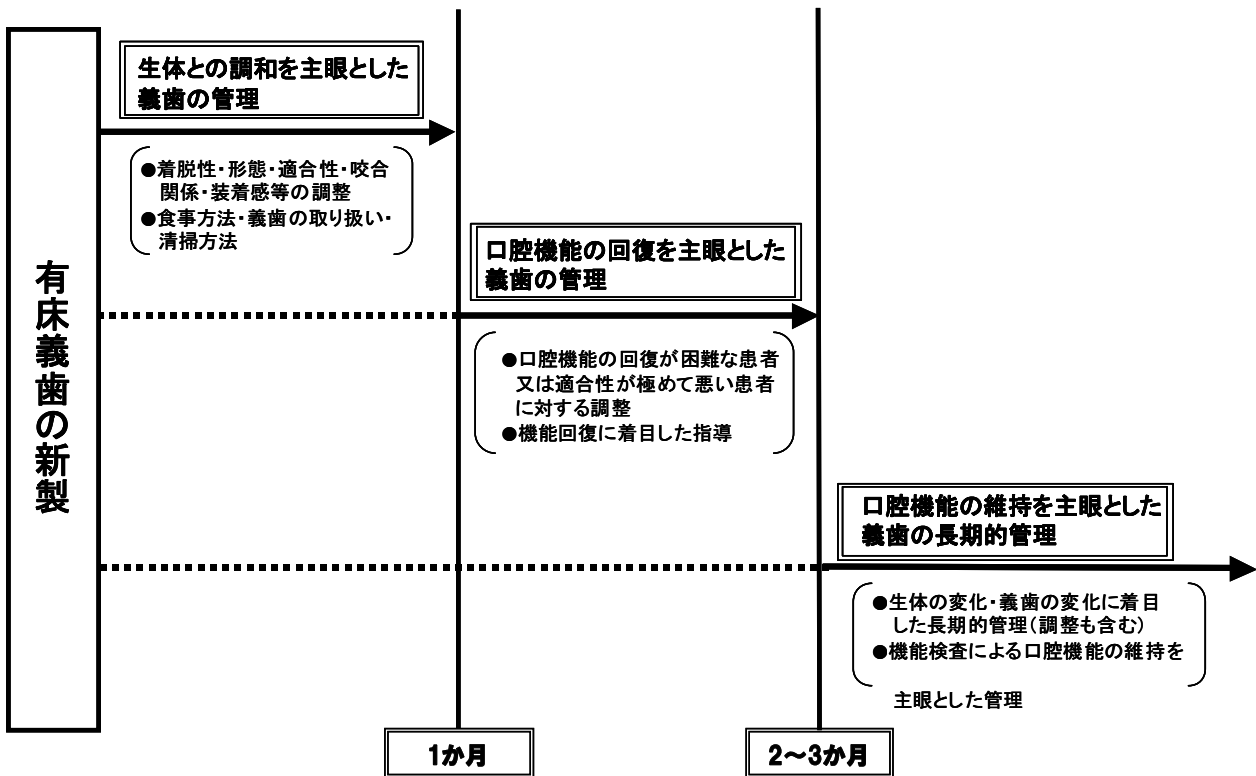 有床義歯の新製
生体との調和を主眼とした
義歯の管理
●着脱性・形態・適合性・咬合
関係・装着感等の調整
●食事方法・義歯の取り扱い・
清掃方法
口腔機能の回復を主眼とした
義歯の管理
●口腔機能の回復が困難な患者
又は適合性が極めて悪い患者
に対する調整
●機能回復に着目した指導
口腔機能の維持を主眼とした
義歯の長期的管理
●生体の変化・義歯の変化に着目
した長期的管理(調整も含む)
●機能検査による口腔機能の維持を
主眼とした管理
1か月
2～3か月